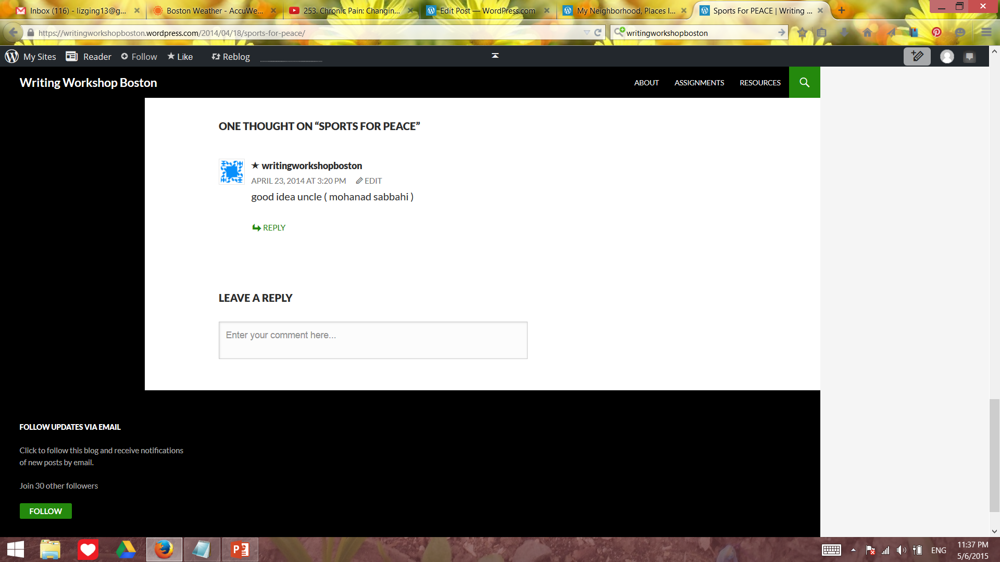 Inbox (116) - lizging13@g...
Boston Weather - AccuWe...
253. Chronic Pain: Changin...
Edit Post — WordPress.com
My Neighborhood, Places I...
Sports For PEACE | Writing ...
https://writingworkshopboston.wordpress.com/2014/04/18/sports-for-peace/
writingworkshopboston
My Sites
Reader
Follow
Like
Reblog
Writing Workshop Boston
ABOUT
ASSIGNMENTS
RESOURCES
ONE THOUGHT ON “SPORTS FOR PEACE”
writingworkshopboston
APRIL 23, 2014 AT 3:20 PM
EDIT
good idea uncle ( mohanad sabbahi )
REPLY
LEAVE A REPLY
Enter your comment here...
FOLLOW UPDATES VIA EMAIL
Click to follow this blog and receive notifications
of new posts by email.
Join 30 other followers
FOLLOW
ENG
11:37 PM
5/6/2015